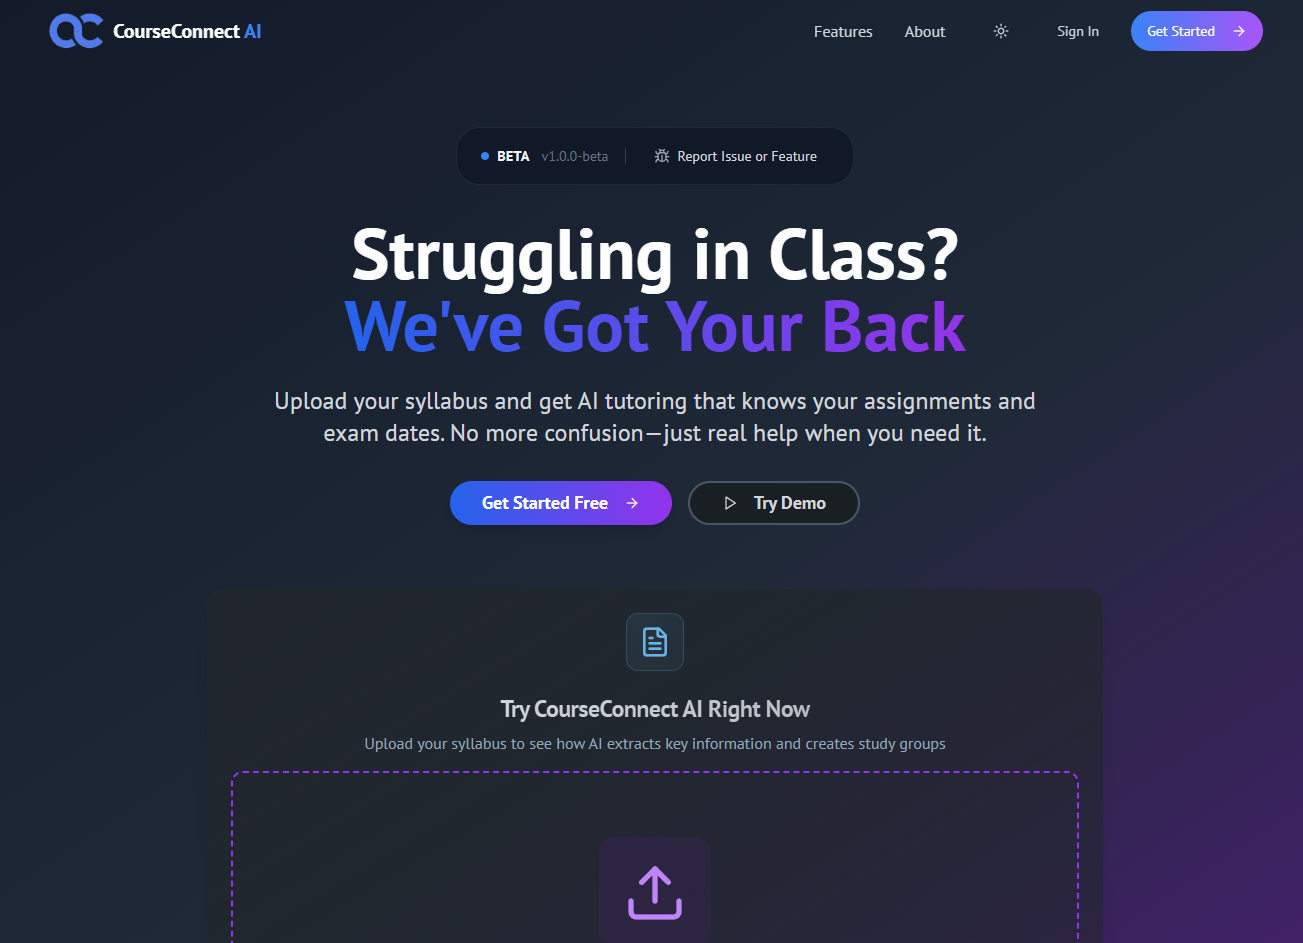 CourseConnect AI
Features
About
Sign In
Get Started
BETA v1.0.0-beta
Report Issue or Feature
Struggling in Class?
We've Got Your Back
Upload your syllabus and get AI tutoring that knows your assignments and
exam dates. No more confusion—just real help when you need it.
Get Started Free
Try Demo
Try CourseConnect AI Right Now
Upload your syllabus to see how AI extracts key information and creates study groups